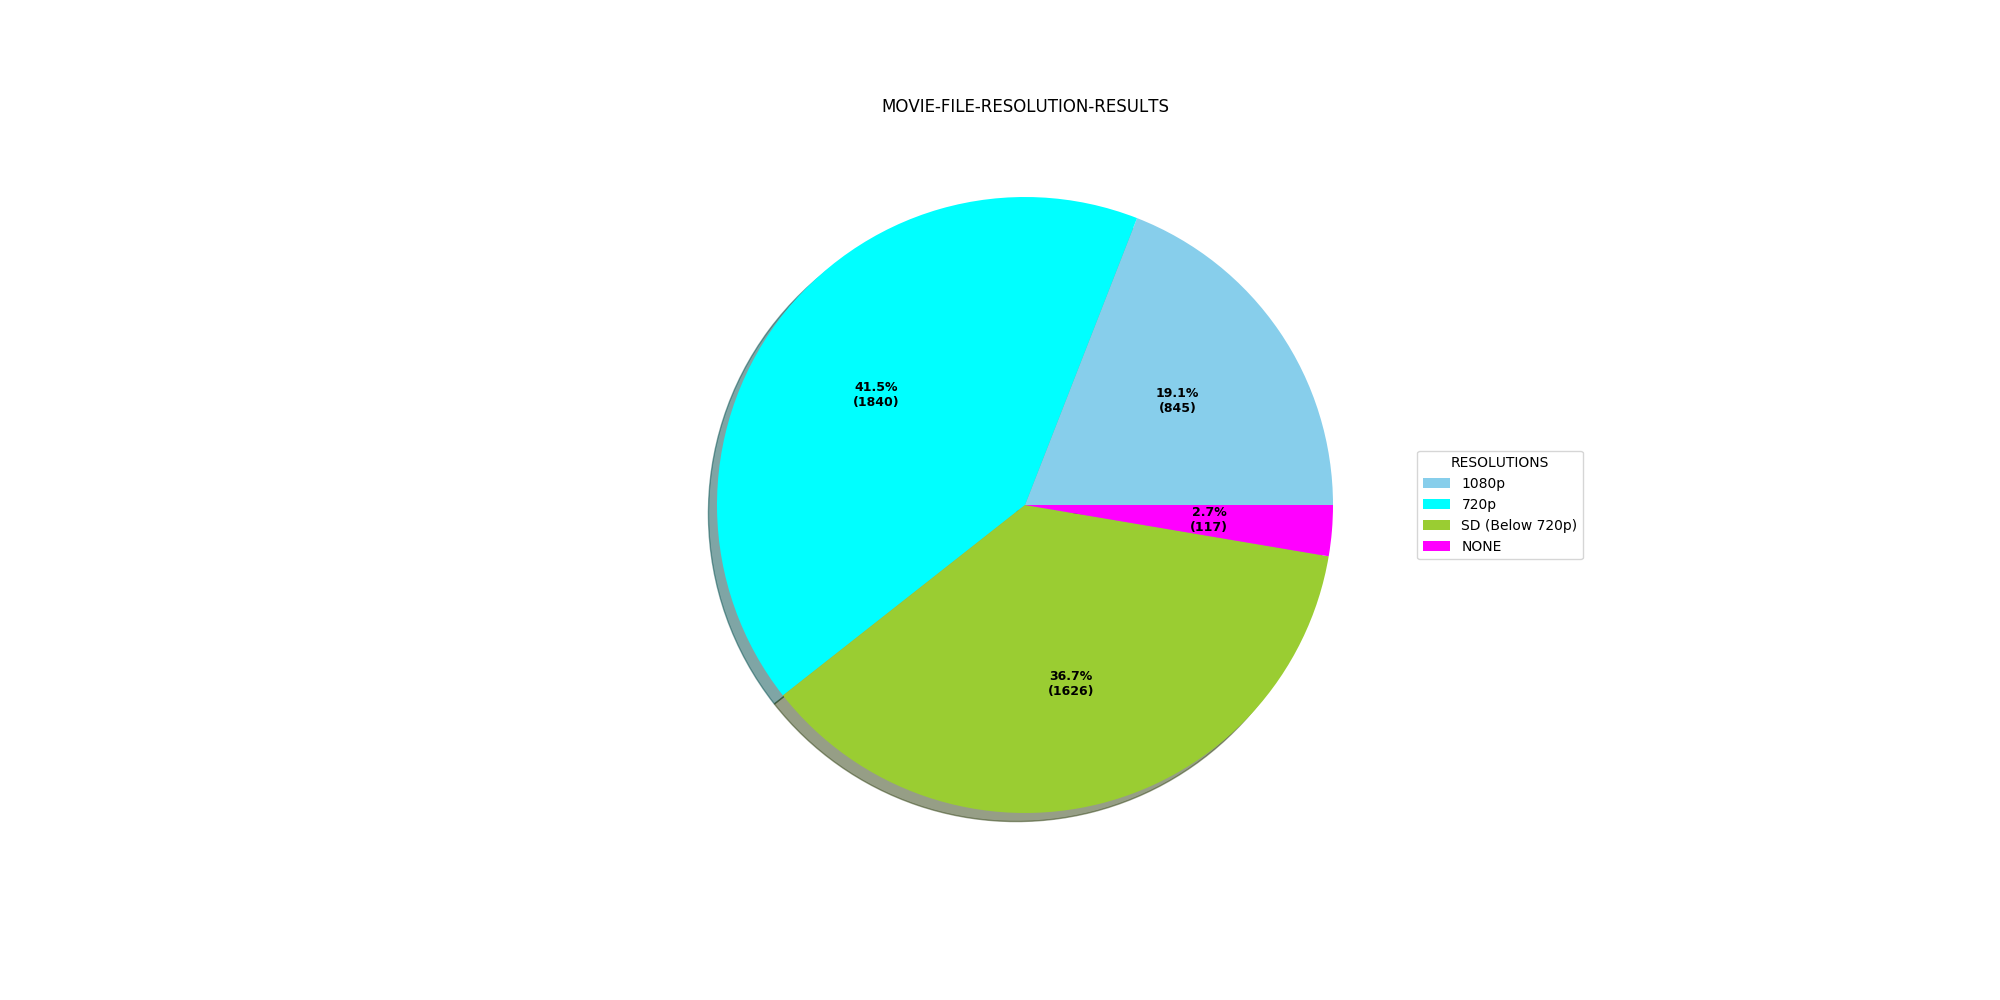 MOVIE-FILE-RESOLUTION-RESULTS
41.5%
(1840)
19.1%
(845)
2.7%
(117)
36.7%
(1626)
RESOLUTIONS
1080p
720p
SD (Below 720p)
NONE